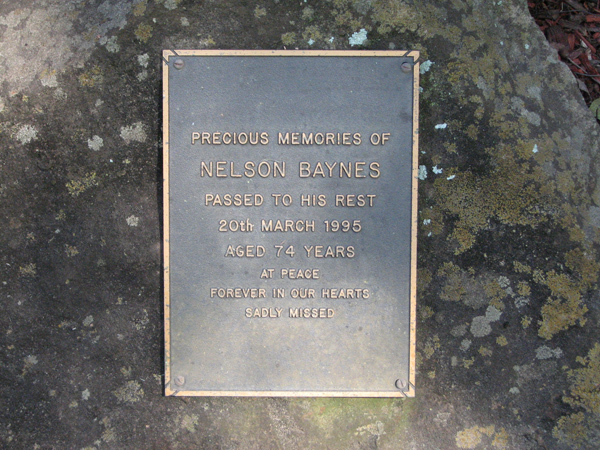 PRECIOUS MEMORIES OF
NELSON BAYNES
PASSED TO HIS REST
20th MARCH 1995
AGED 74 YEARS
AT PEACE
FOREVER IN OUR HEARTS
SADLY MISSED